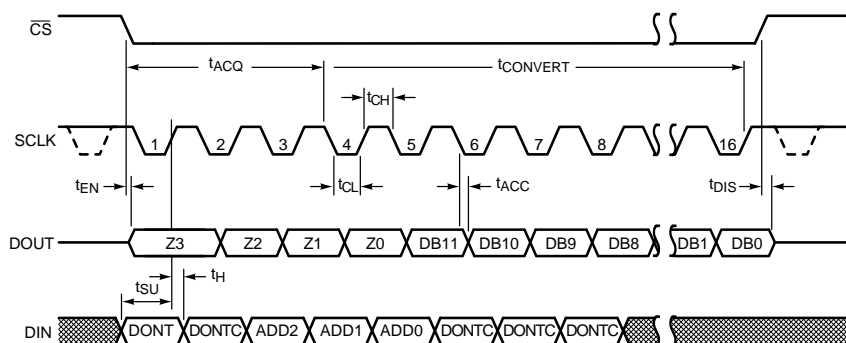 CS
tACQ
tCONVERT
tCH
SCLK
1 2 3 4 5 6 7 8 16
tEN
tCL
tACC
tDIS
DOUT
Z3 Z2 Z1 Z0 DB11 DB10 DB9 DB8 DB1 DB0
tSU
tH
DIN
DONT DONTC ADD2 ADD1 ADD0 DONTC DONTC DONTC